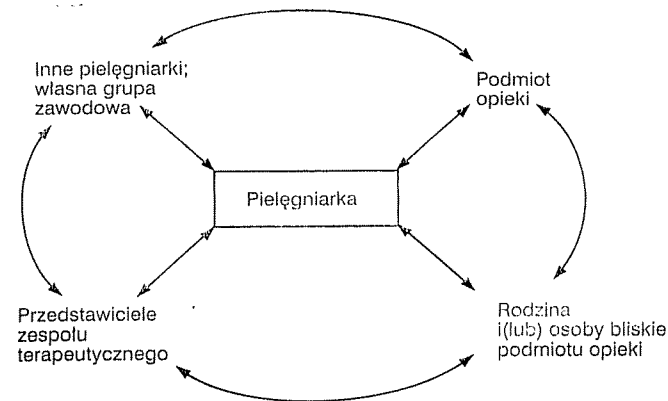 Inne pielęgniarki;
własna grupa
zawodowa
Podmiot
opieki
Pielęgniarka
Przedstawiciele
zespołu
terapeutycznego
Rodzina
i(lub) osoby bliskie
podmiotu opieki